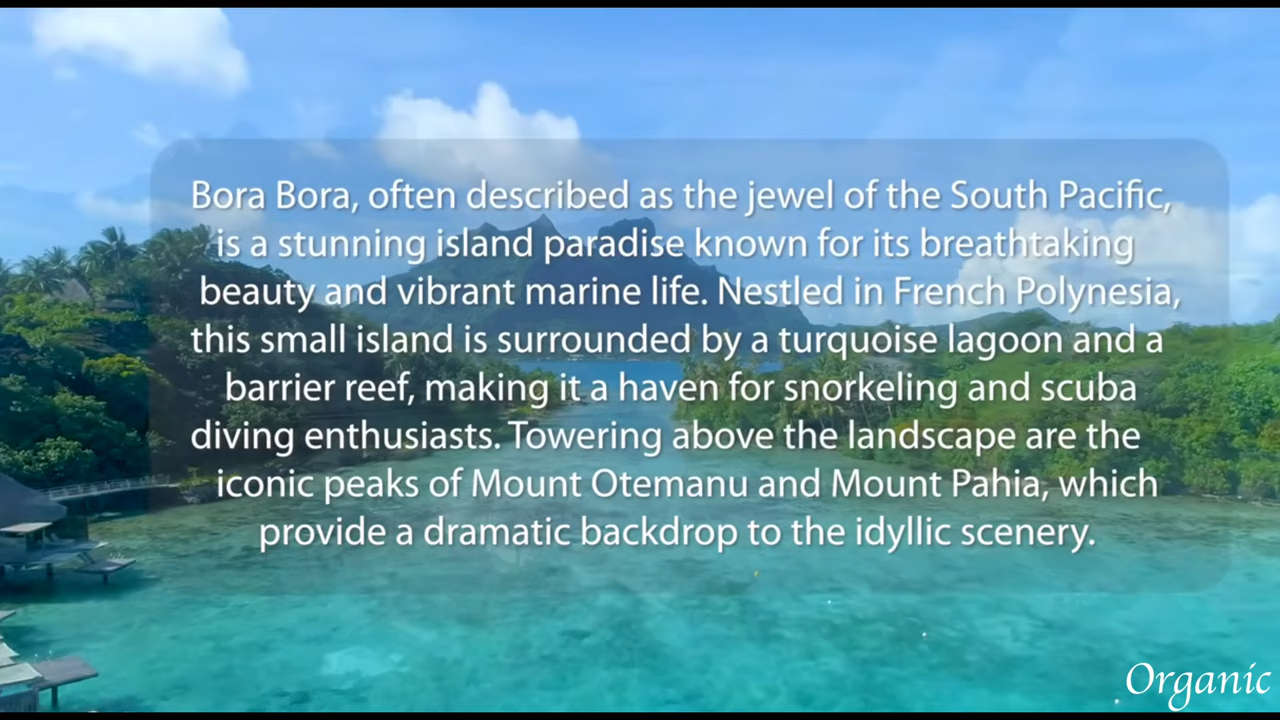 Bora Bora, often described as the jewel of the South Pacific,
is a stunning island paradise known for its breathtaking
beauty and vibrant marine life. Nestled in French Polynesia,
this small island is surrounded by a turquoise lagoon and a
barrier reef, making it a haven for snorkeling and scuba
diving enthusiasts. Towering above the landscape are the
iconic peaks of Mount Otemanu and Mount Pahia, which
provide a dramatic backdrop to the idyllic scenery.
Organic